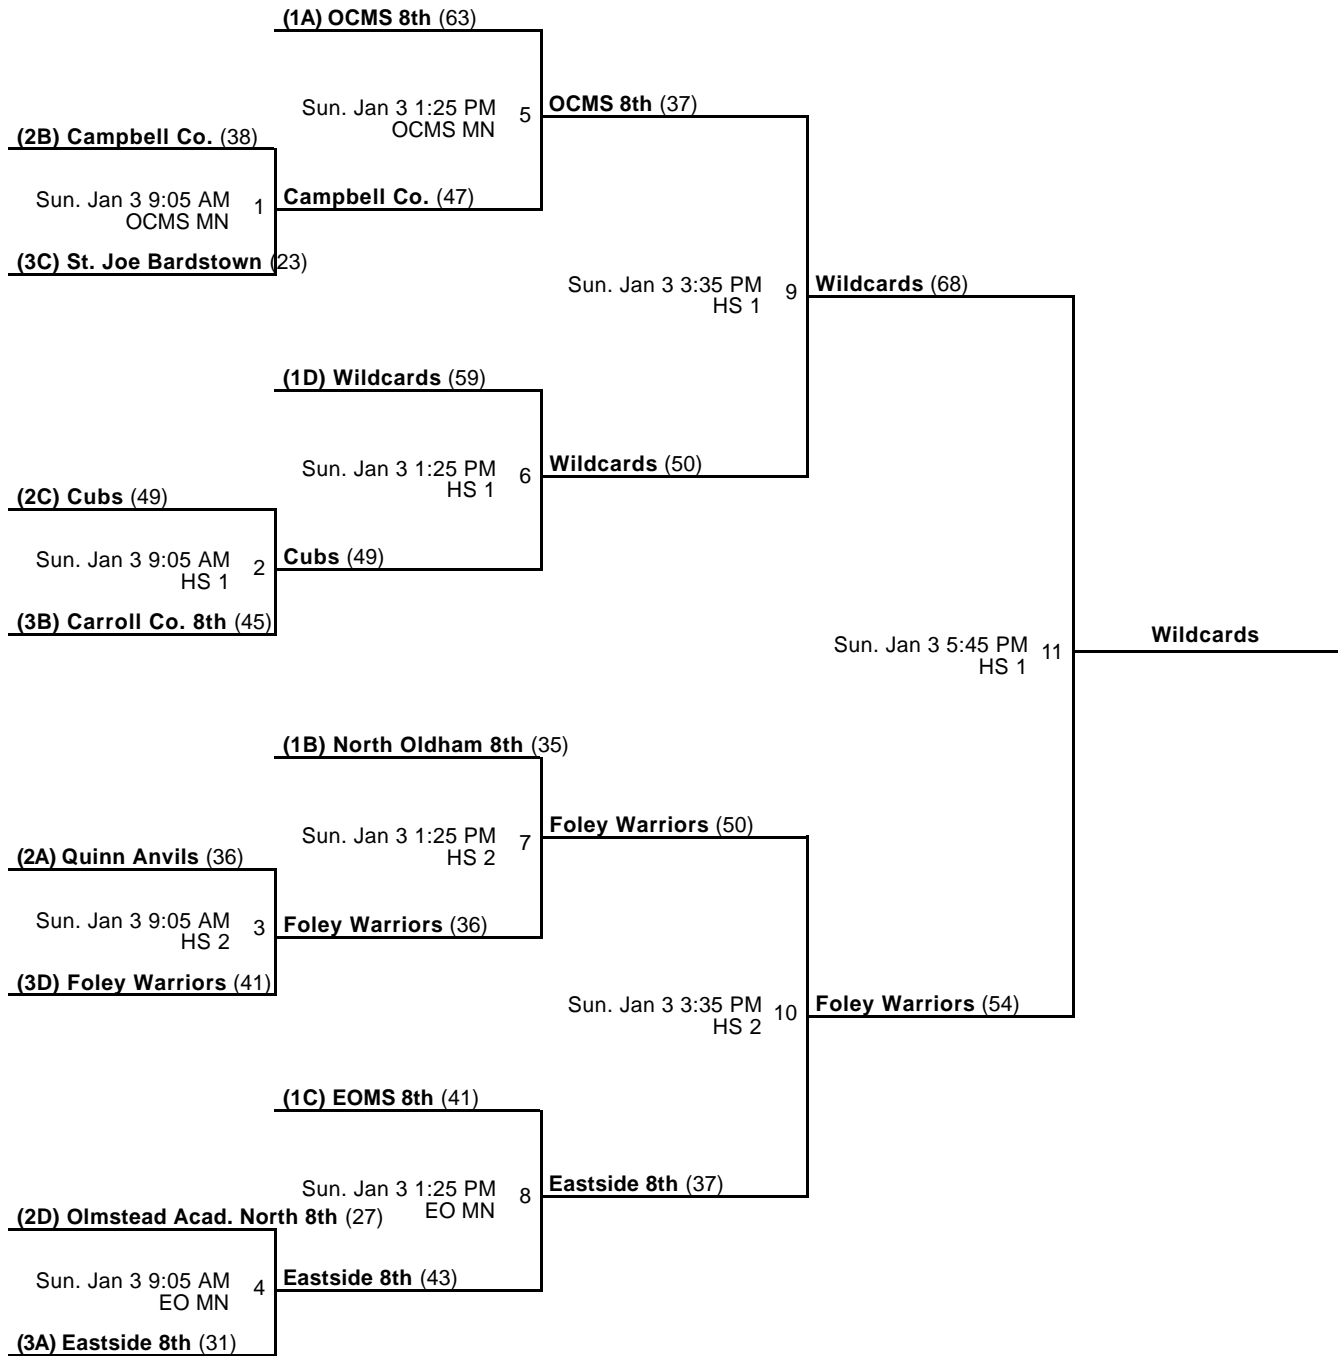 (1A) OCMS 8th (63)
Sun. Jan 3 1:25 PM
OCMS MN
5
OCMS 8th (37)
(2B) Campbell Co. (38)
Sun. Jan 3 9:05 AM
OCMS MN
1
Campbell Co. (47)
(3C) St. Joe Bardstown (23)
Sun. Jan 3 3:35 PM
HS 1
9
Wildcards (68)
(1D) Wildcards (59)
Sun. Jan 3 1:25 PM
HS 1
6
Wildcards (50)
(2C) Cubs (49)
Sun. Jan 3 9:05 AM
HS 1
2
Cubs (49)
(3B) Carroll Co. 8th (45)
Sun. Jan 3 5:45 PM
HS 1
11
Wildcards
(1B) North Oldham 8th (35)
Sun. Jan 3 1:25 PM
HS 2
7
Foley Warriors (50)
(2A) Quinn Anvils (36)
Sun. Jan 3 9:05 AM
HS 2
3
Foley Warriors (36)
(3D) Foley Warriors (41)
Sun. Jan 3 3:35 PM
HS 2
10
Foley Warriors (54)
(1C) EOMS 8th (41)
Sun. Jan 3 1:25 PM
EO MN
8
Eastside 8th (37)
(2D) Olmstead Acad. North 8th (27)
Sun. Jan 3 9:05 AM
EO MN
4
Eastside 8th (43)
(3A) Eastside 8th (31)